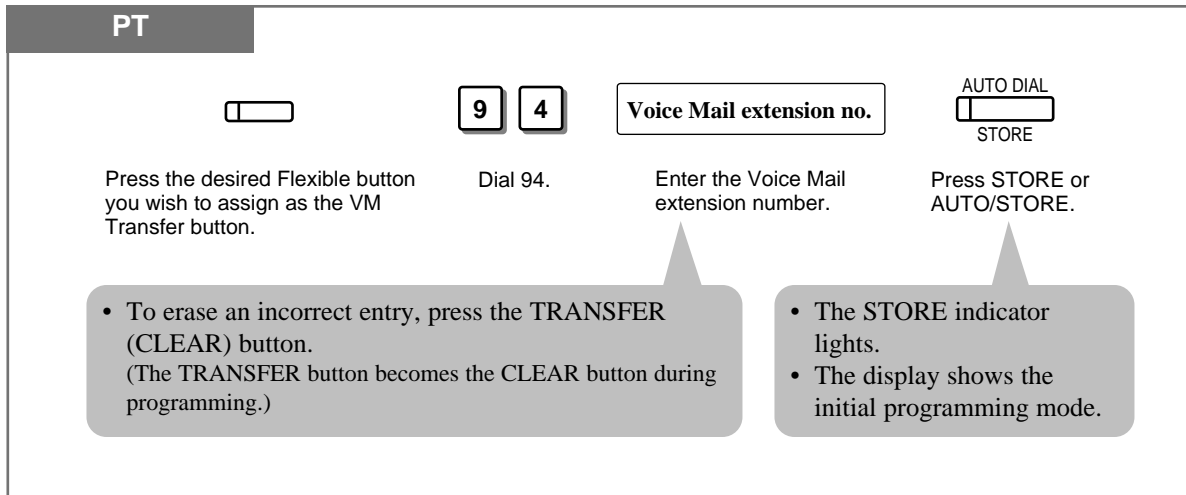 PT
9 4
Voice Mail extension no.
AUTO DIAL
STORE
Press the desired Flexible button
you wish to assign as the VM
Transfer button.
Dial 94.
Enter the Voice Mail
extension number.
Press STORE or
AUTO/STORE.
• To erase an incorrect entry, press the TRANSFER
(CLEAR) button.
(The TRANSFER button becomes the CLEAR button during
programming.)
• The STORE indicator
lights.
• The display shows the
initial programming mode.